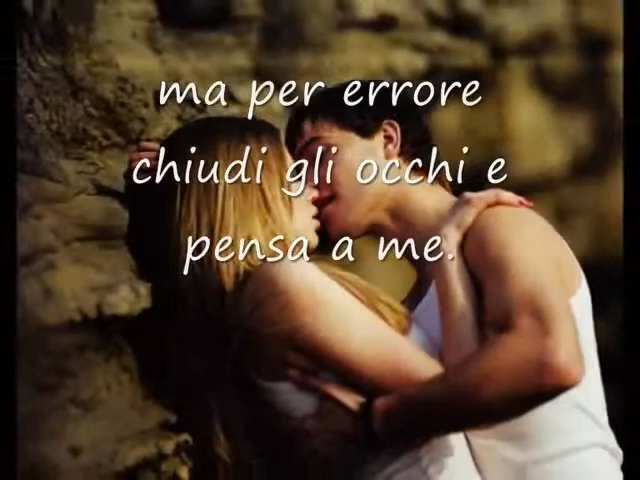 ma per errore
chiudi gli occhi e
pensa a me.